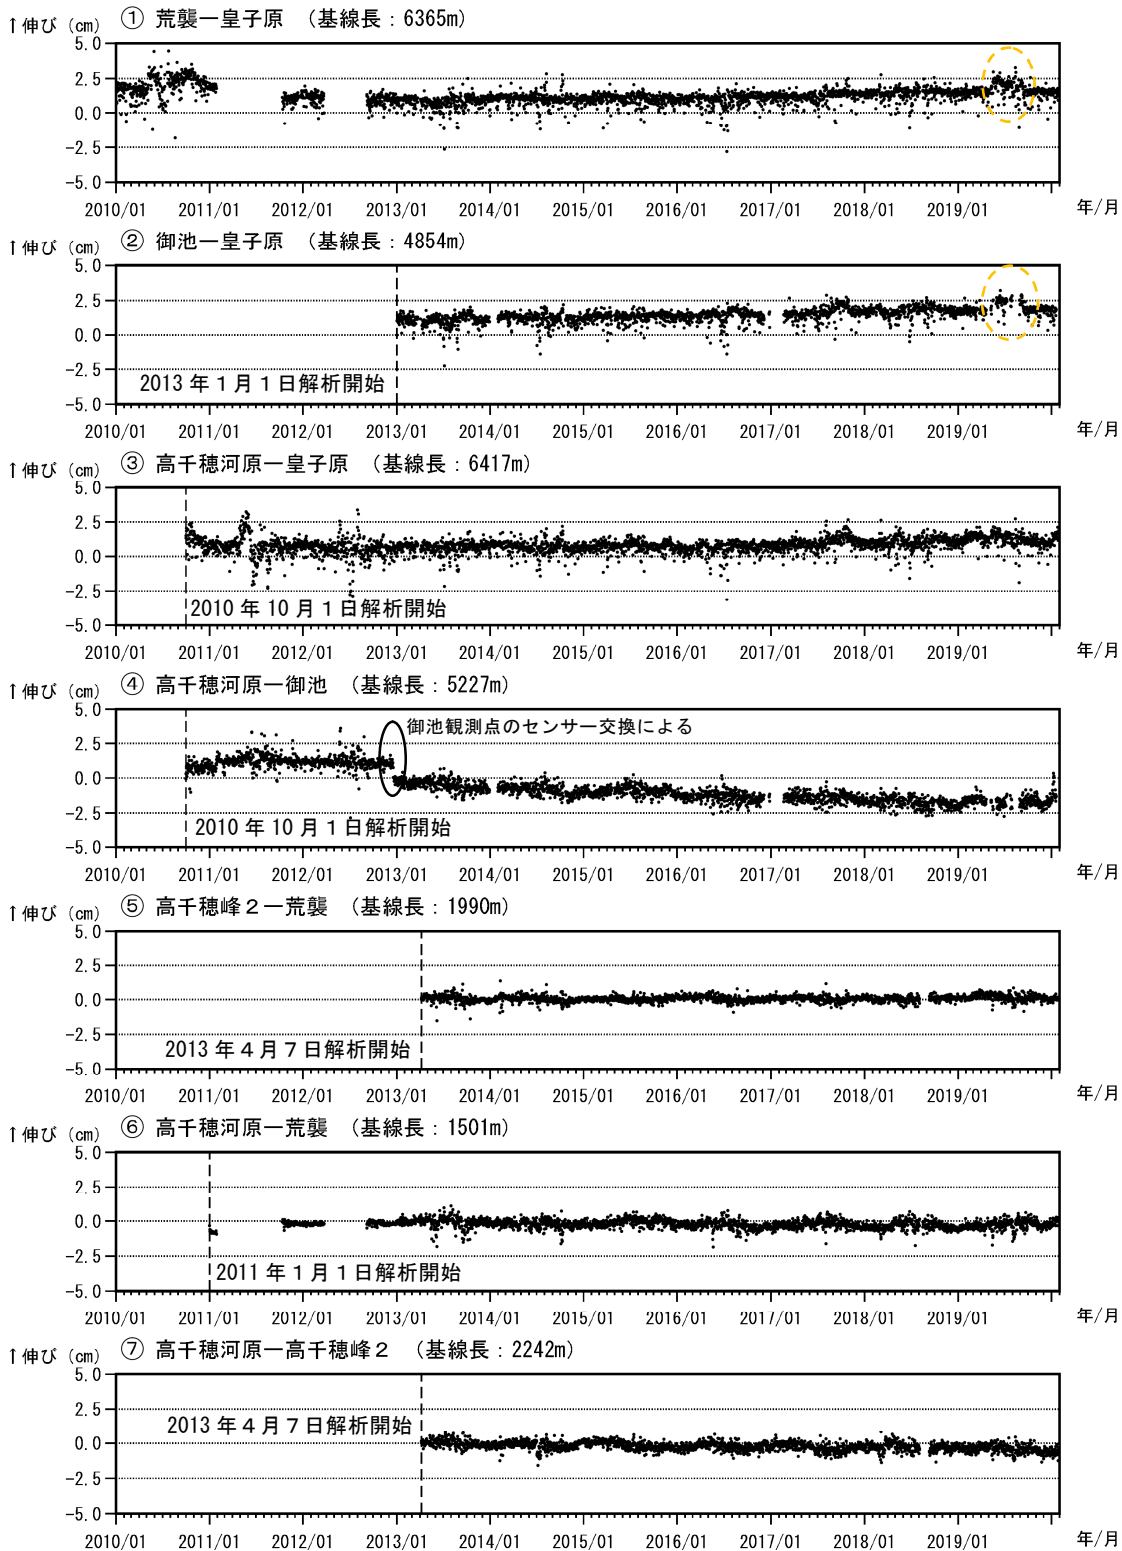 ↑伸び (cm) ① 荒襲ー皇子原 (基線長：6365m)
5.0
2.5
0.0
-2.5
-5.0
2010/01 2011/01 2012/01 2013/01 2014/01 2015/01 2016/01 2017/01 2018/01 2019/01 年/月
↑伸び (cm) ② 御池ー皇子原 (基線長：4854m)
5.0
2.5
0.0
-2.5
2013年1月1日解析開始
-5.0
2010/01 2011/01 2012/01 2013/01 2014/01 2015/01 2016/01 2017/01 2018/01 2019/01 年/月
↑伸び (cm) ③ 高千穂河原ー皇子原 (基線長：6417m)
5.0
2.5
0.0
-2.5
2010年10月1日解析開始
-5.0
2010/01 2011/01 2012/01 2013/01 2014/01 2015/01 2016/01 2017/01 2018/01 2019/01 年/月
↑伸び (cm) ④ 高千穂河原ー御池 (基線長：5227m)
5.0
御池観測点のセンサー交換による
2.5
0.0
-2.5
2010年10月1日解析開始
-5.0
2010/01 2011/01 2012/01 2013/01 2014/01 2015/01 2016/01 2017/01 2018/01 2019/01 年/月
↑伸び (cm) ⑤ 高千穂峰２ー荒襲 (基線長：1990m)
5.0
2.5
0.0
-2.5
2013年４月７日解析開始
-5.0
2010/01 2011/01 2012/01 2013/01 2014/01 2015/01 2016/01 2017/01 2018/01 2019/01 年/月
↑伸び (cm) ⑥ 高千穂河原ー荒襲 (基線長：1501m)
5.0
2.5
0.0
-2.5
2011年１月１日解析開始
-5.0
2010/01 2011/01 2012/01 2013/01 2014/01 2015/01 2016/01 2017/01 2018/01 2019/01 年/月
↑伸び (cm) ⑦ 高千穂河原ー高千穂峰２ (基線長：2242m)
5.0
2.5
2013年４月７日解析開始
0.0
-2.5
-5.0
2010/01 2011/01 2012/01 2013/01 2014/01 2015/01 2016/01 2017/01 2018/01 2019/01 年/月